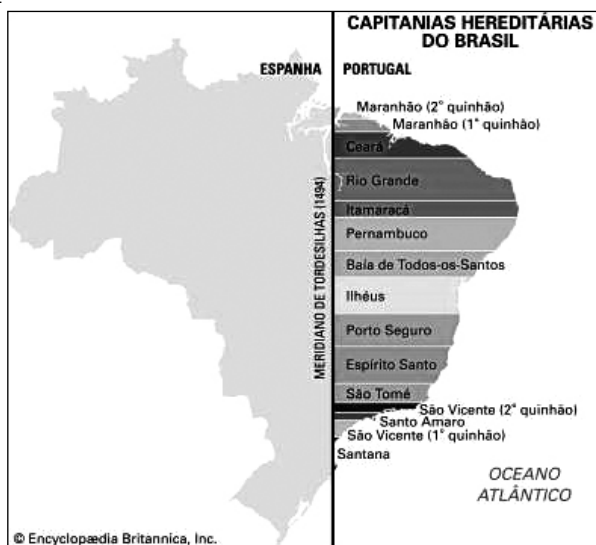 CAPITANIAS HEREDITÁRIAS
DO BRASIL
ESPANHA
PORTUGAL
Maranhão (2° quinhão)
Maranhão (1° quinhão)
Ceará
Rio Grande
Itamaracá
Pernambuco
Baía de Todos-os-Santos
Ilhéus
Porto Seguro
Espírito Santo
São Tomé
São Vicente (2° quinhão)
Santo Amaro
São Vicente (1° quinhão)
Santana
MERIDIANO DE TORDESILHAS (1494)
OCEANO
ATLÂNTICO
© Encyclopædia Britannica, Inc.